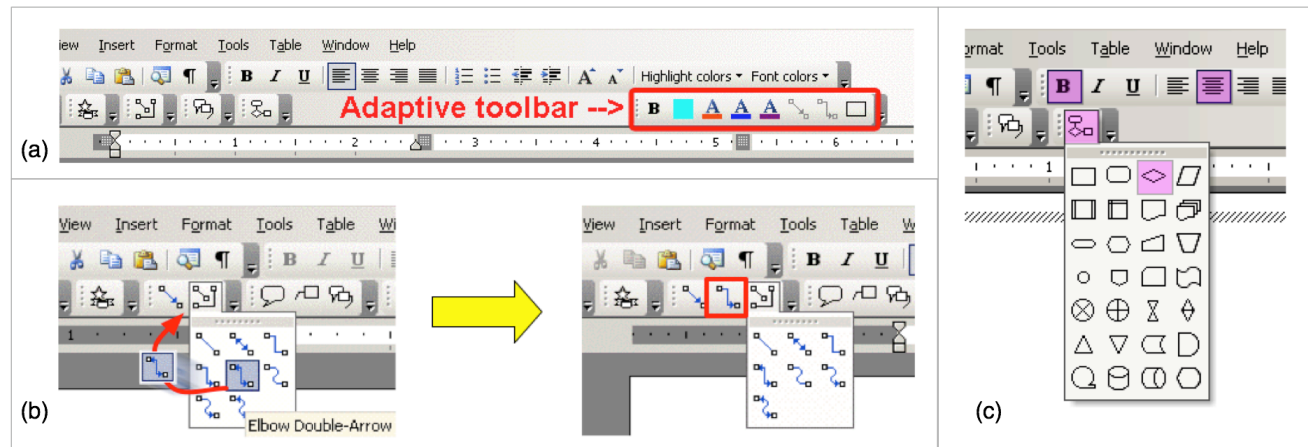 iew Insert Format Tools Table Window Help
¶ B I U A A Highlight colors Font colors
Adaptive toolbar --> B A A A
1 2 3 4 5 6
(a)
View Insert Format Tools Table Wi
¶ B I U
1
Elbow Double-Arrow
(b)
View Insert Format Tools Table W
¶ B I U
ormat Tools Table Window Help
¶ B I U
1
(c)